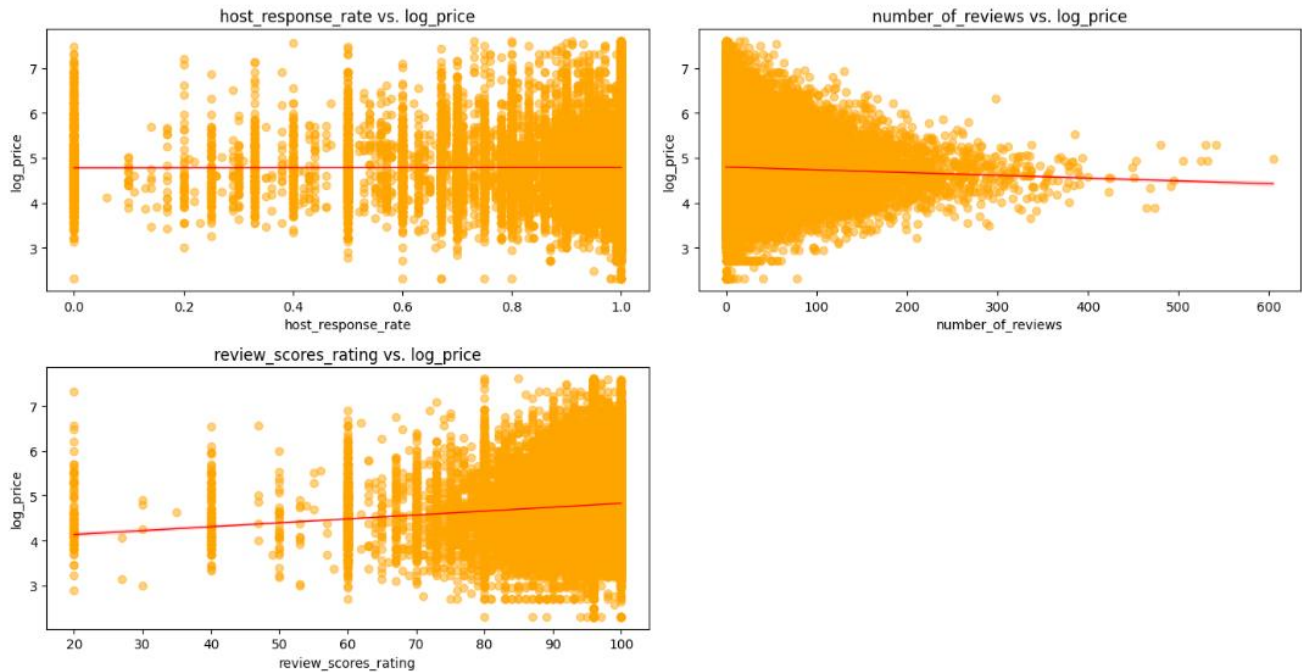 host_response_rate vs. log_price
log_price
7
6
5
4
3
0.0 0.2 0.4 0.6 0.8 1.0
host_response_rate
number_of_reviews vs. log_price
log_price
7
6
5
4
3
0 100 200 300 400 500 600
number_of_reviews
review_scores_rating vs. log_price
log_price
7
6
5
4
3
20 30 40 50 60 70 80 90 100
review_scores_rating